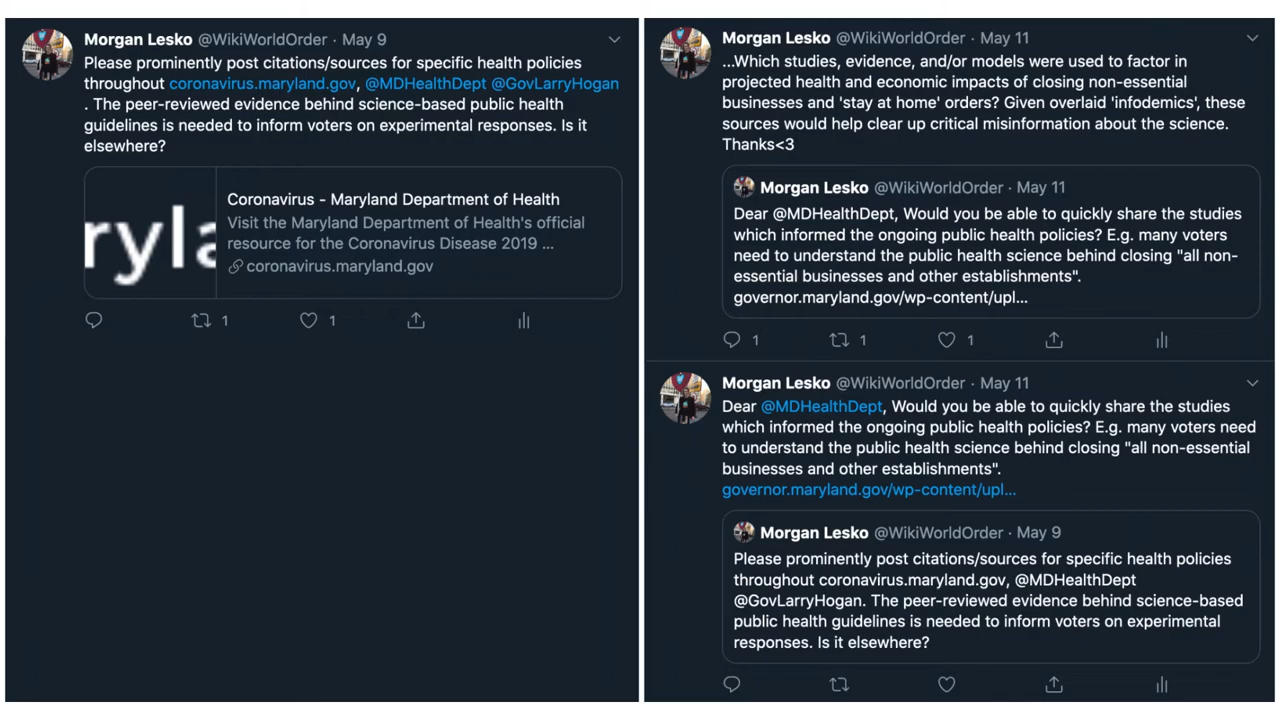 Morgan Lesko @WikiWorldOrder · May 9
Please prominently post citations/sources for specific health policies
throughout coronavirus.maryland.gov, @MDHealthDept @GovLarryHogan
. The peer-reviewed evidence behind science-based public health
guidelines is needed to inform voters on experimental responses. Is it
elsewhere?
ryla
Coronavirus - Maryland Department of Health
Visit the Maryland Department of Health's official
resource for the Coronavirus Disease 2019 ...
coronavirus.maryland.gov
1 1
Morgan Lesko @WikiWorldOrder · May 11
...Which studies, evidence, and/or models were used to factor in
projected health and economic impacts of closing non-essential
businesses and 'stay at home' orders? Given overlaid 'infodemics', these
sources would help clear up critical misinformation about the science.
Thanks<3
Morgan Lesko @WikiWorldOrder · May 11
Dear @MDHealthDept, Would you be able to quickly share the studies
which informed the ongoing public health policies? E.g. many voters
need to understand the public health science behind closing "all non-
essential businesses and other establishments".
governor.maryland.gov/wp-content/upl...
1 1 1
Morgan Lesko @WikiWorldOrder · May 11
Dear @MDHealthDept, Would you be able to quickly share the studies
which informed the ongoing public health policies? E.g. many voters need
to understand the public health science behind closing "all non-essential
businesses and other establishments".
governor.maryland.gov/wp-content/upl...
Morgan Lesko @WikiWorldOrder · May 9
Please prominently post citations/sources for specific health policies
throughout coronavirus.maryland.gov, @MDHealthDept
@GovLarryHogan. The peer-reviewed evidence behind science-based
public health guidelines is needed to inform voters on experimental
responses. Is it elsewhere?